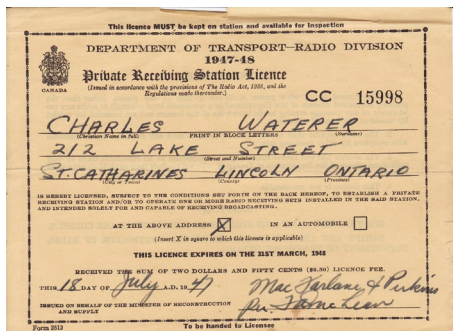 This licence MUST be kept on station and available for inspection
DEPARTMENT OF TRANSPORT—RADIO DIVISION
1947-48
Private Receiving Station Licence
(Issued in accordance with the provisions of The Radio Act, 1938, and the
Regulations made thereunder.)
CANADA
CC 15998
CHARLES WATERER
(Christian Name in full) PRINT IN BLOCK LETTERS (Surname)
212 LAKE STREET
(Street and Number)
ST. CATHARINES LINCOLN ONTARIO
(City or Town) (County) (Province)
IS HEREBY LICENSED, SUBJECT TO THE CONDITIONS SET FORTH ON THE BACK HEREOF, TO ESTABLISH A PRIVATE
RECEIVING STATION AND/OR TO OPERATE ONE OR MORE RADIO RECEIVING SETS INSTALLED IN THE SAID STATION,
AND INTENDED SOLELY FOR AND CAPABLE OF RECEIVING BROADCASTING.
AT THE ABOVE ADDRESS X IN AN AUTOMOBILE
(Insert X in square to which this licence is applicable)
THIS LICENCE EXPIRES ON THE 31ST MARCH, 1948
RECEIVED THE SUM OF TWO DOLLARS AND FIFTY CENTS ($2.50) LICENCE FEE.
THIS 18 DAY OF July A.D. 1947
MacFarlane & Perkins
ISSUED ON BEHALF OF THE MINISTER OF RECONSTRUCTION
AND SUPPLY
Per.
Form 2613
To be handed to Licensee